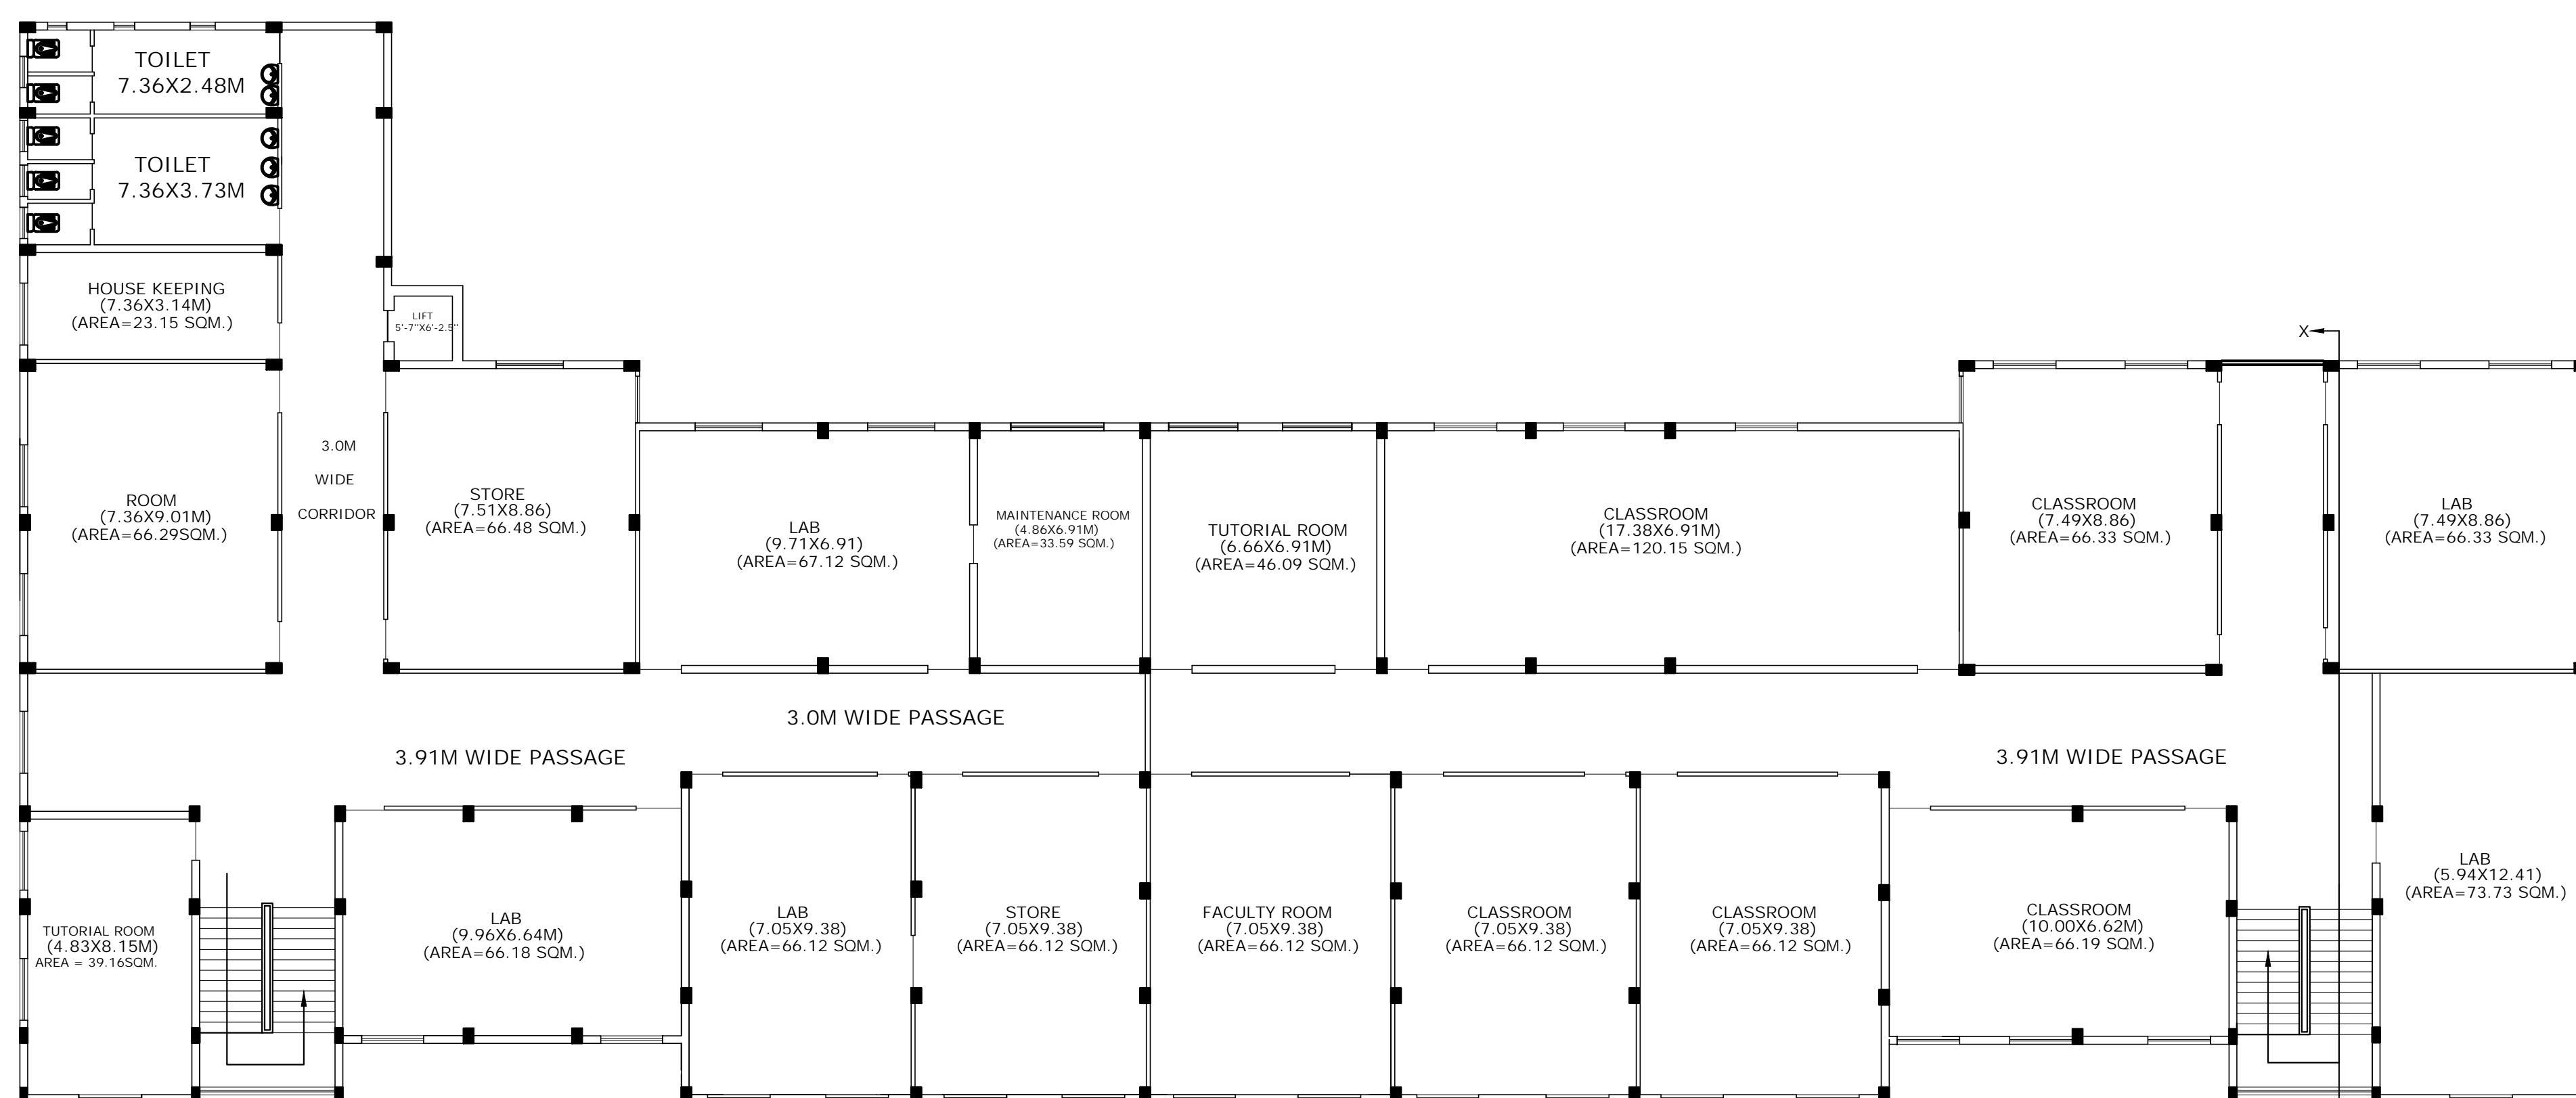 TOILET
7.36X2.48M
TOILET
7.36X3.73M
HOUSE KEEPING
(7.36X3.14M)
(AREA=23.15 SQM.)
LIFT
5'-7"X6'-2.5"
X
ROOM
(7.36X9.01M)
(AREA=66.29SQM.)
3.0M
WIDE
CORRIDOR
STORE
(7.51X8.86)
(AREA=66.48 SQM.)
LAB
(9.71X6.91)
(AREA=67.12 SQM.)
MAINTENANCE ROOM
(4.86X6.91M)
(AREA=33.59 SQM.)
TUTORIAL ROOM
(6.66X6.91M)
(AREA=46.09 SQM.)
CLASSROOM
(17.38X6.91M)
(AREA=120.15 SQM.)
CLASSROOM
(7.49X8.86)
(AREA=66.33 SQM.)
LAB
(7.49X8.86)
(AREA=66.33 SQM.)
3.0M WIDE PASSAGE
3.91M WIDE PASSAGE
3.91M WIDE PASSAGE
TUTORIAL ROOM
(4.83X8.15M)
AREA = 39.16SQM.
LAB
(9.96X6.64M)
(AREA=66.18 SQM.)
LAB
(7.05X9.38)
(AREA=66.12 SQM.)
STORE
(7.05X9.38)
(AREA=66.12 SQM.)
FACULTY ROOM
(7.05X9.38)
(AREA=66.12 SQM.)
CLASSROOM
(7.05X9.38)
(AREA=66.12 SQM.)
CLASSROOM
(7.05X9.38)
(AREA=66.12 SQM.)
CLASSROOM
(10.00X6.62M)
(AREA=66.19 SQM.)
LAB
(5.94X12.41)
(AREA=73.73 SQM.)